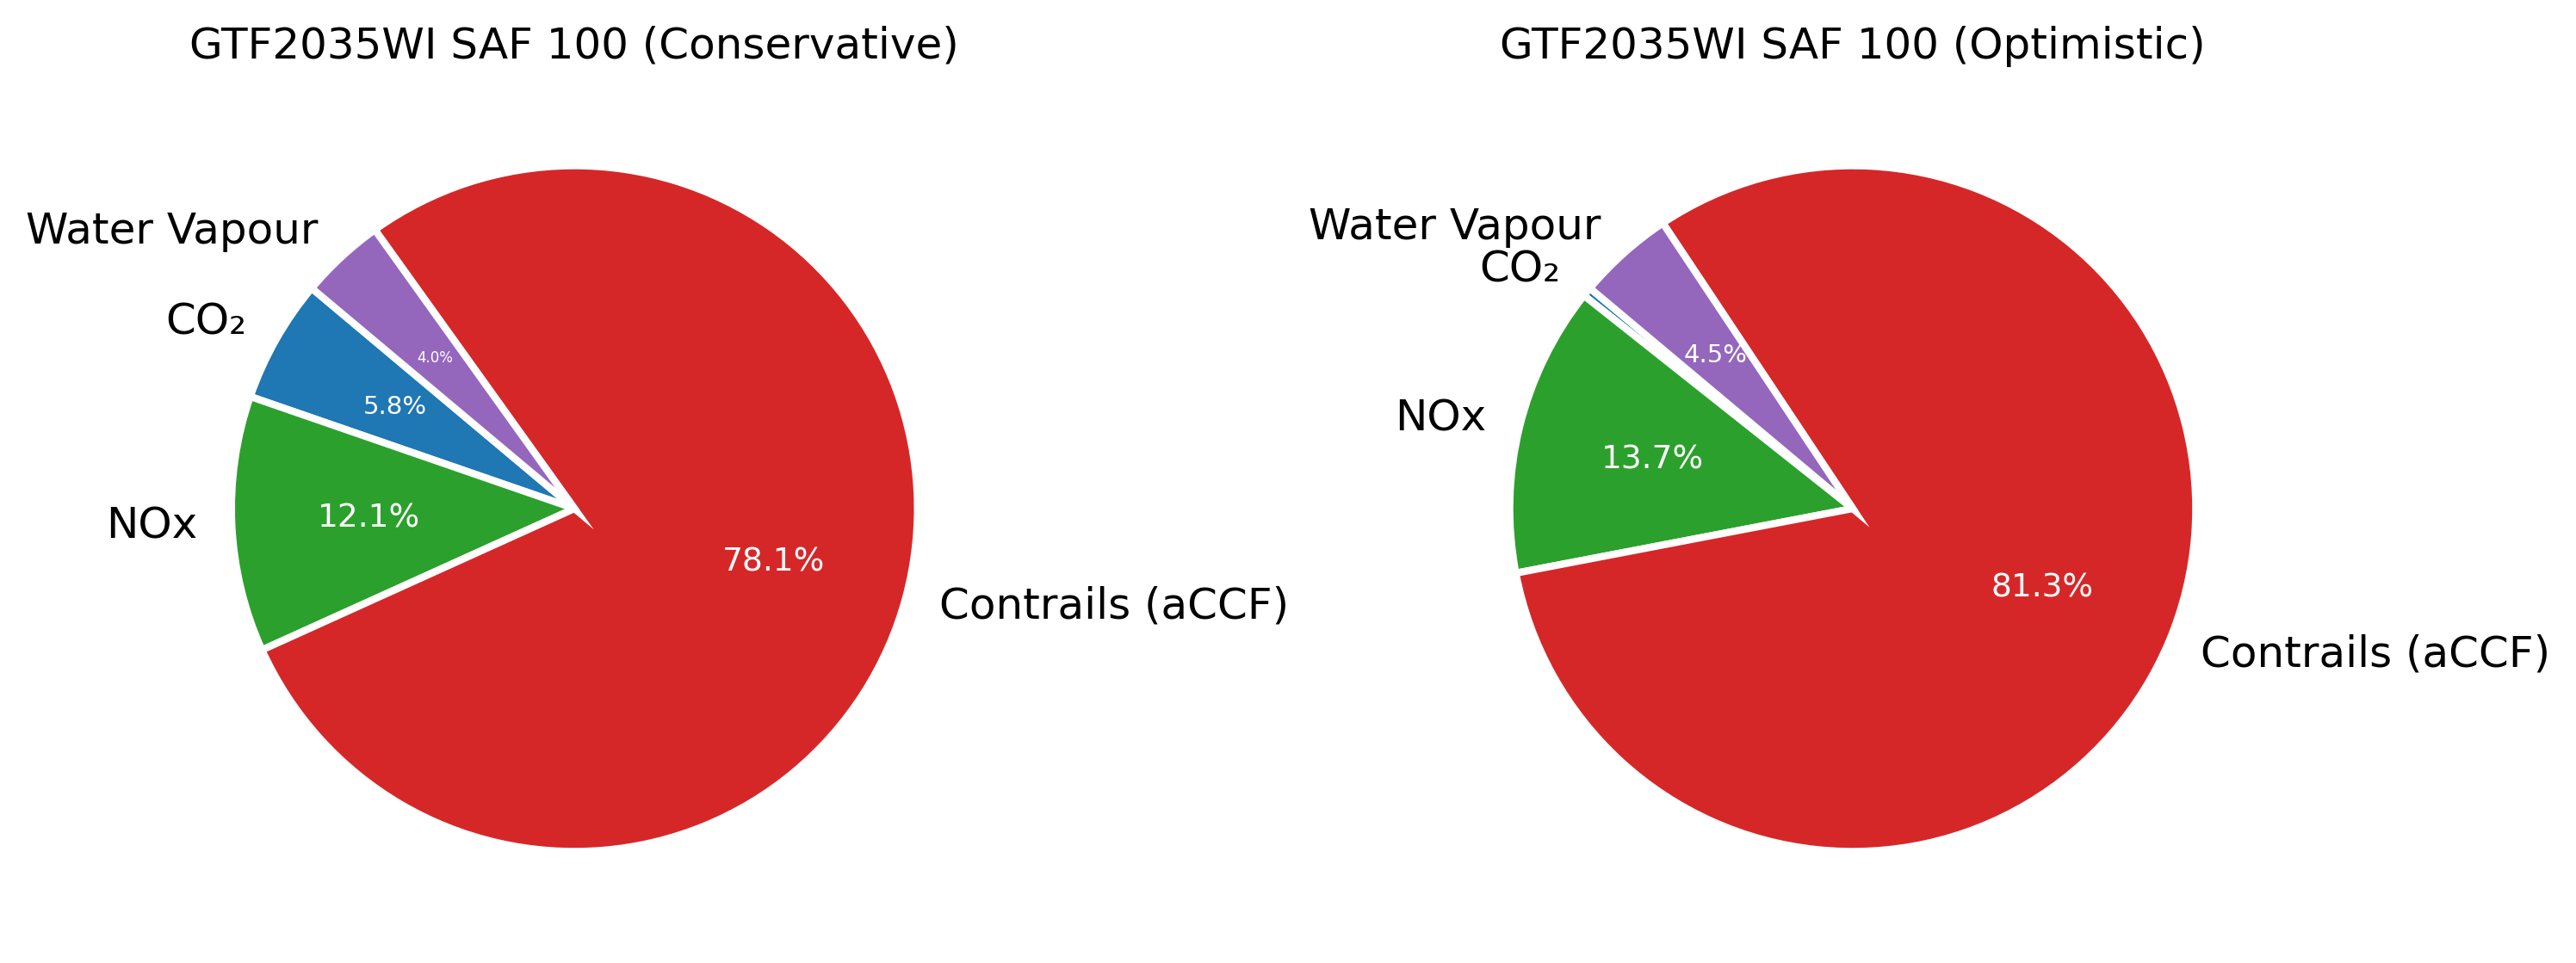 GTF2035WI SAF 100 (Conservative)
Water Vapour
CO₂
NOx
Contrails (aCCF)
4.0%
5.8%
12.1%
78.1%
GTF2035WI SAF 100 (Optimistic)
Water Vapour
CO₂
NOx
Contrails (aCCF)
4.5%
13.7%
81.3%